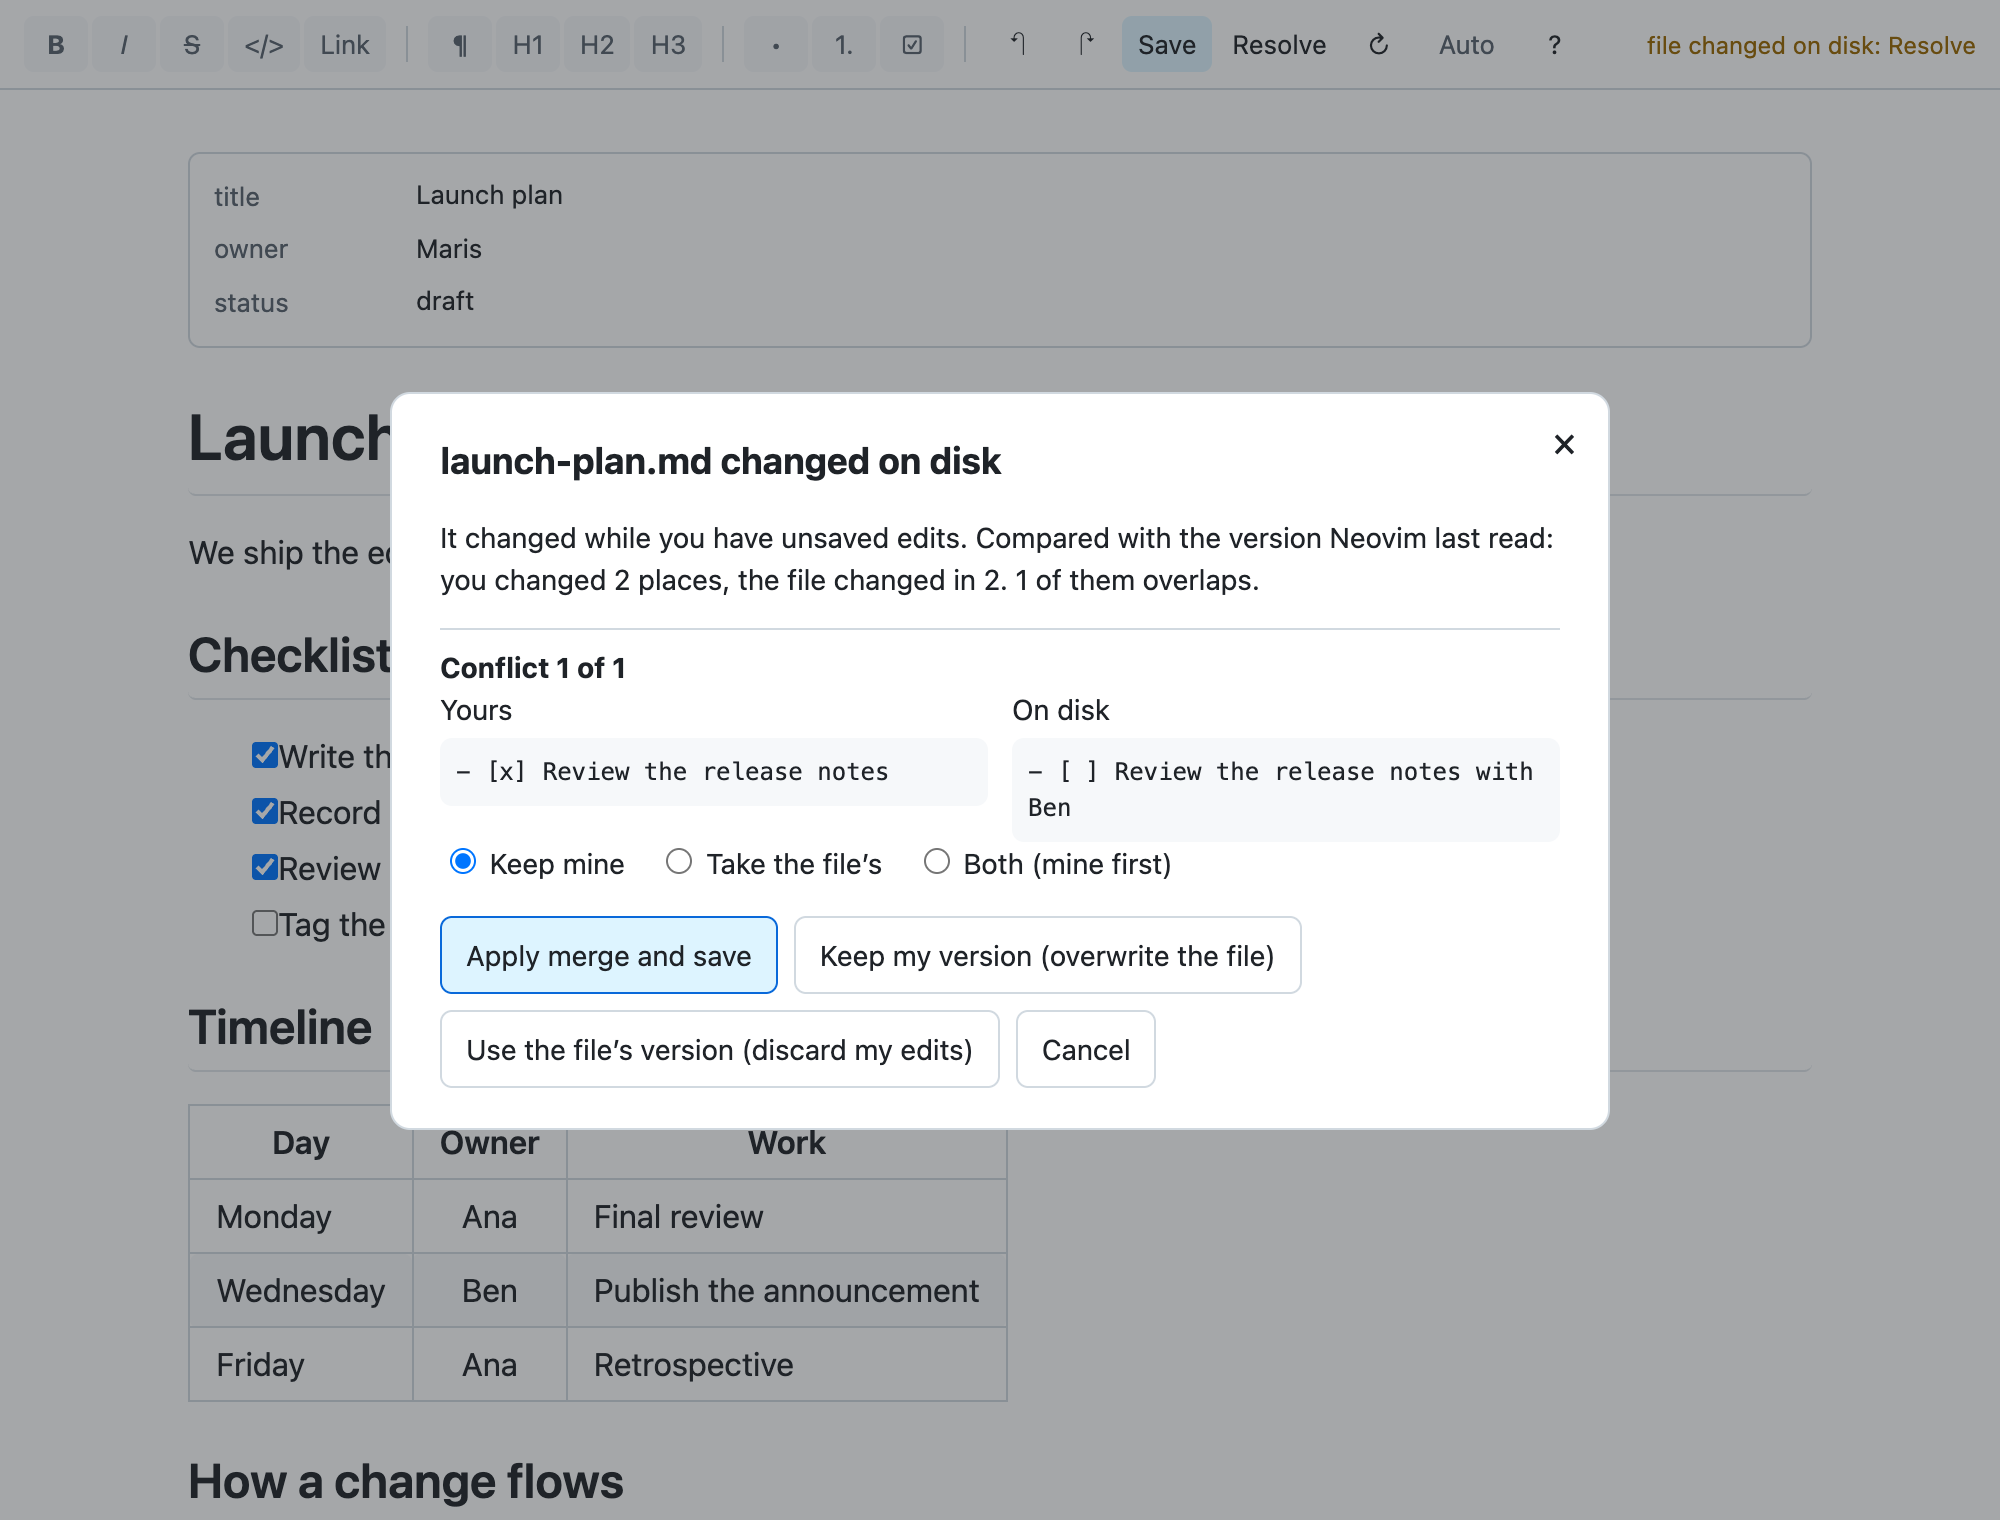 B I S </> Link ¶ H1 H2 H3 • 1. Save Resolve Auto ? file changed on disk: Resolve
title Launch plan
owner Maris
status draft
Launch
We ship the
launch-plan.md changed on disk
It changed while you have unsaved edits. Compared with the version Neovim last read:
you changed 2 places, the file changed in 2. 1 of them overlaps.
Conflict 1 of 1
Yours
– [x] Review the release notes
On disk
– [ ] Review the release notes with
Ben
Keep mine Take the file’s Both (mine first)
Apply merge and save Keep my version (overwrite the file)
Use the file’s version (discard my edits) Cancel
Checklist
Write
Record
Review
Tag the
Timeline
Day Owner Work
Monday Ana Final review
Wednesday Ben Publish the announcement
Friday Ana Retrospective
How a change flows